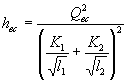 h_ec = Q_ec^2 / ( K_1/√l_1 + K_2/√l_2 )^2